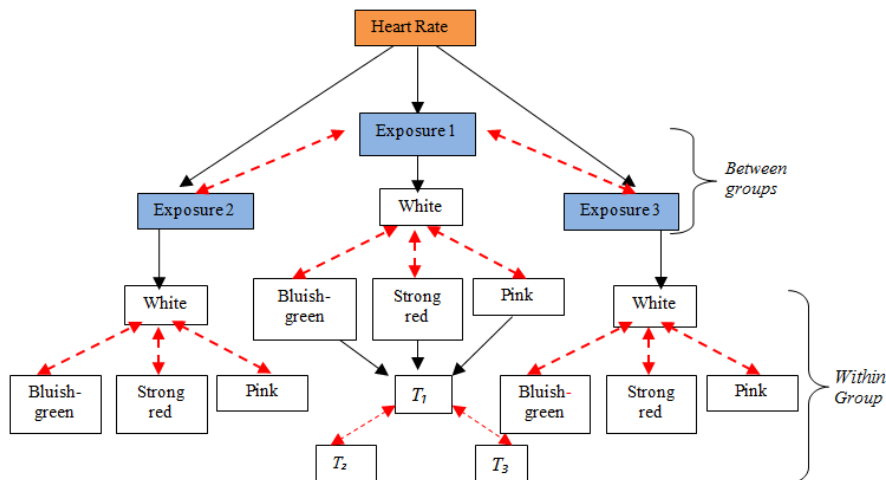 Heart Rate
Exposure 1
Between
groups
Exposure 2
White
Exposure 3
White
Bluish-
green
Strong
red
Pink
White
Bluish-
green
Strong
red
Pink
T₁
Bluish-
green
Strong
red
Pink
Within
Group
T₂
T₃